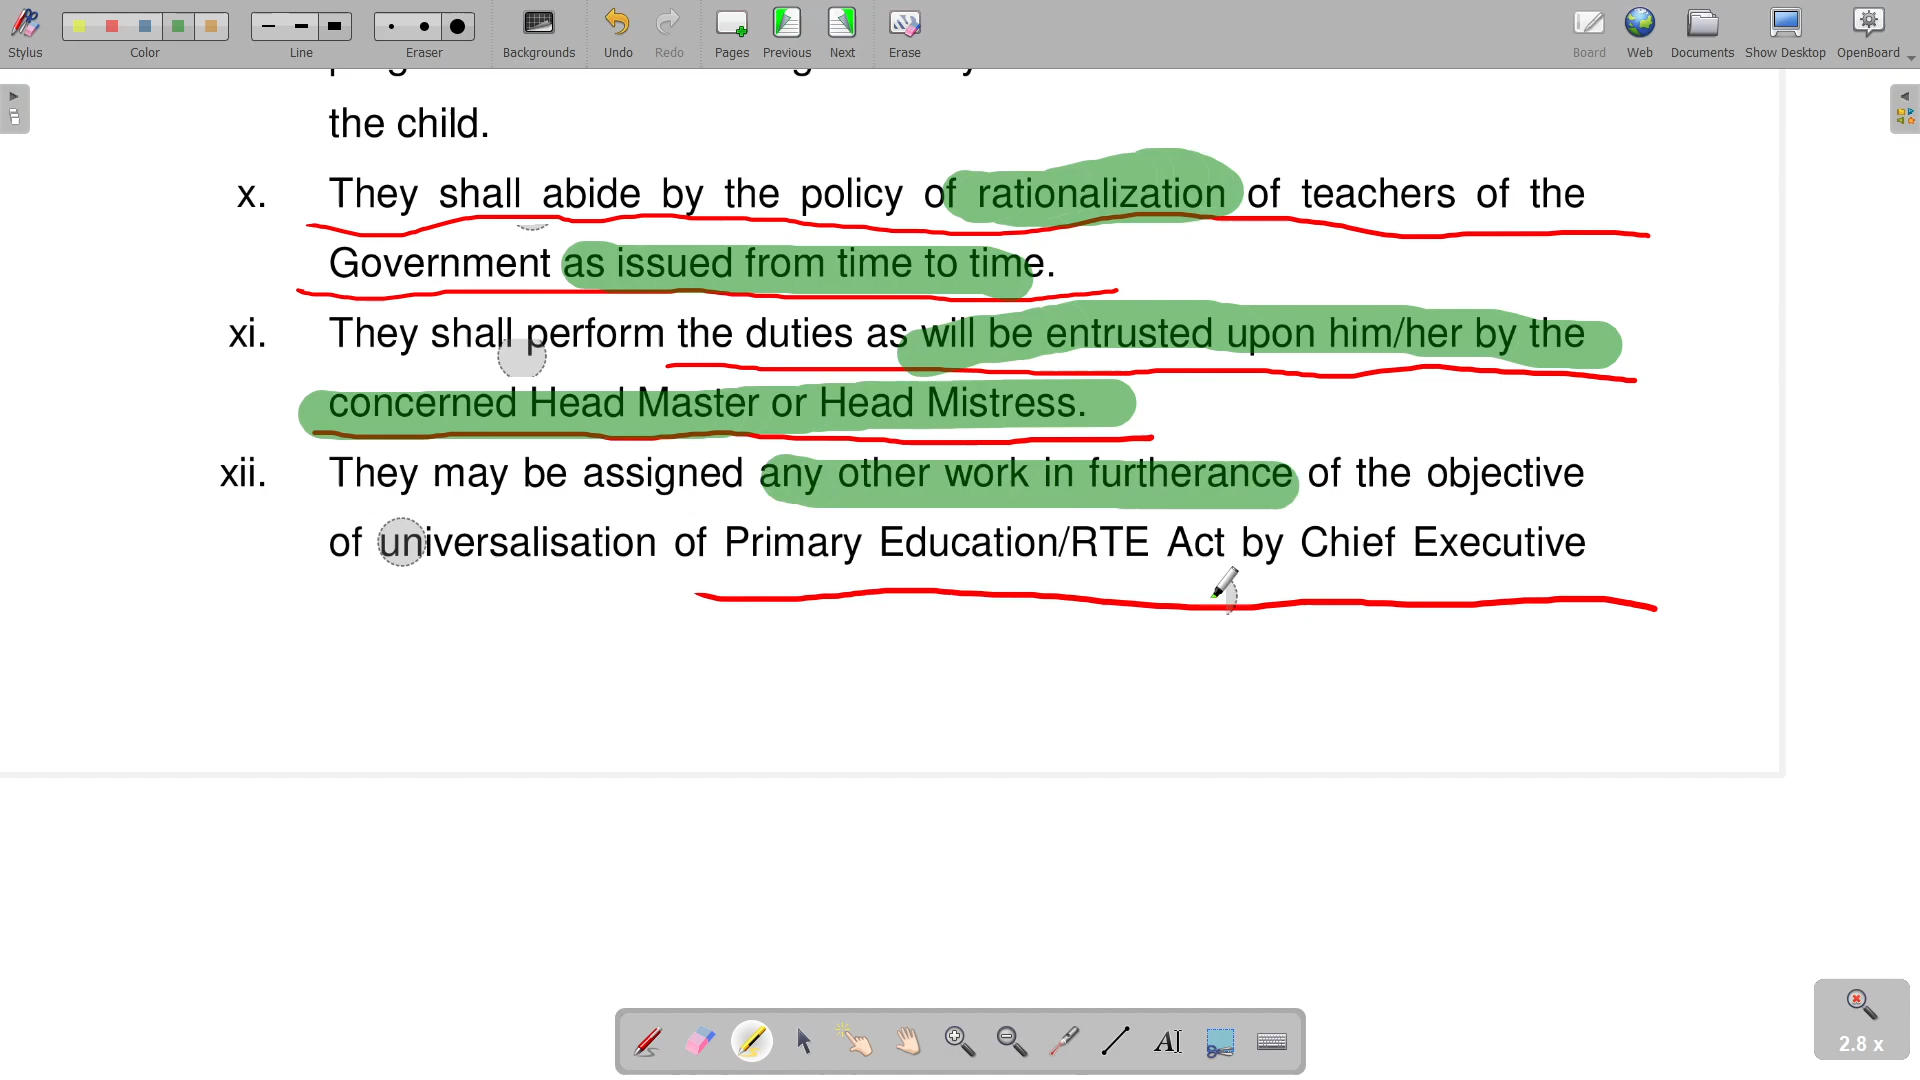 Stylus Color Line Eraser Backgrounds Undo Redo Pages Previous Next Erase Board Web Documents Show Desktop OpenBoard
the child.
x. They shall abide by the policy of rationalization of teachers of the
Government as issued from time to time.
xi. They shall perform the duties as will be entrusted upon him/her by the
concerned Head Master or Head Mistress.
xii. They may be assigned any other work in furtherance of the objective
of universalisation of Primary Education/RTE Act by Chief Executive
2.8 x